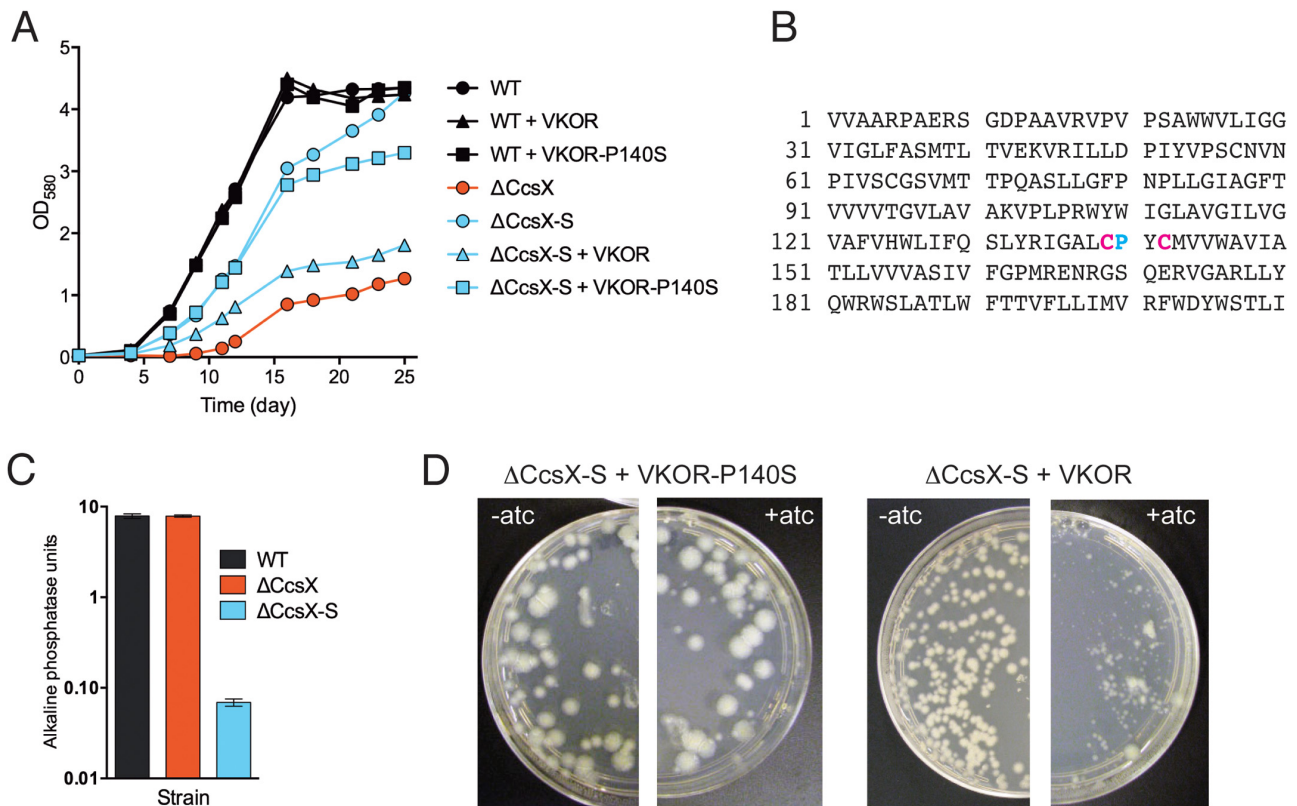 A
OD580
5
4
3
2
1
0
0 5 10 15 20 25
Time (day)
WT
WT + VKOR
WT + VKOR-P140S
ΔCcsX
ΔCcsX-S
ΔCcsX-S + VKOR
ΔCcsX-S + VKOR-P140S
B
1 VVAARPAERS GDPAAVRVPV PSAWWVLIGG
31 VIGLFASMTL TVEKVRILLD PIYVPSCNVN
61 PIVSCGSVMT TPQASLLGFP NPLLGIAGFT
91 VVVVTGVLAV AKVPLPRWYW IGLAVGILVG
121 VAFVHWLIFQ SLYRIGALCP YCMVVWAVIA
151 TLLVVVASIV FGPMRENRGS QERVGARLLY
181 QWRWSLATLW FTTVFLLIMV RFWDYWSTLI
C
Alkaline phosphatase units
10
1
0.10
0.01
Strain
WT
ΔCcsX
ΔCcsX-S
D
ΔCcsX-S + VKOR-P140S
-atc +atc
ΔCcsX-S + VKOR
-atc +atc